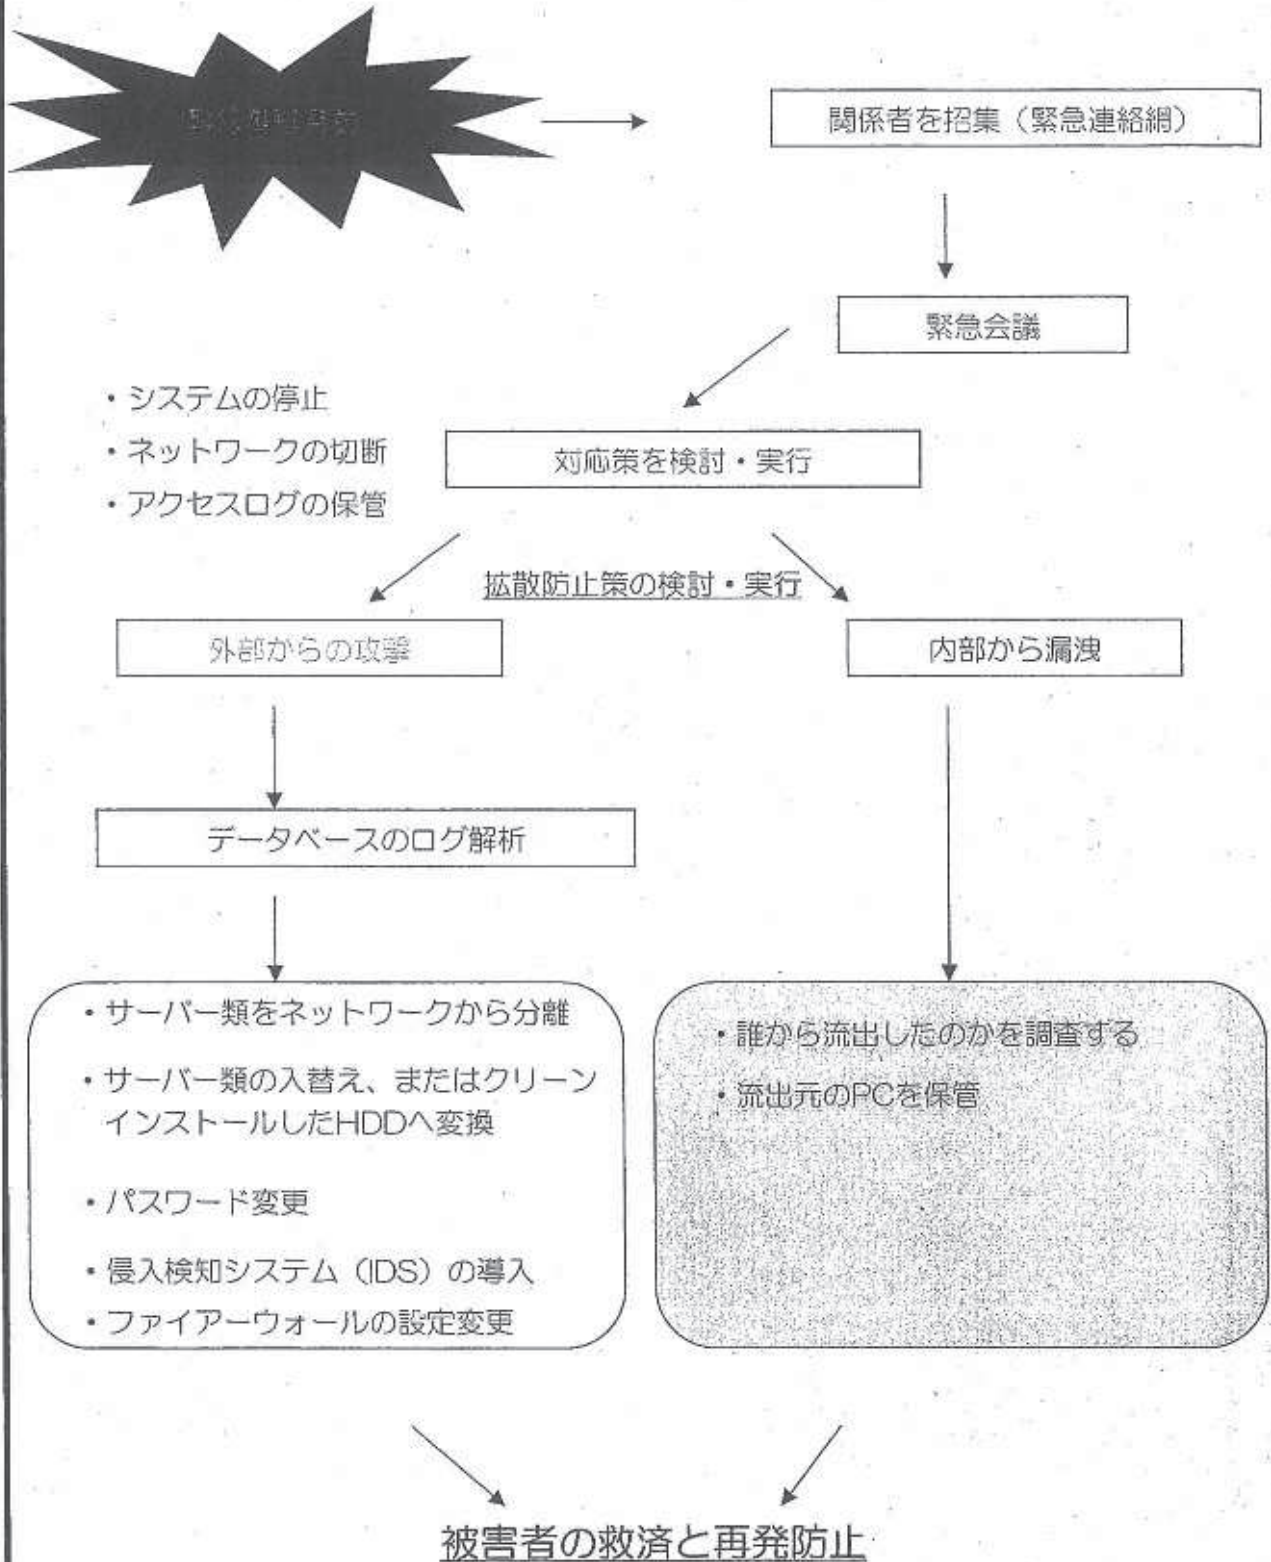 関係者を招集（緊急連絡網）
緊急会議
・システムの停止
・ネットワークの切断
・アクセスログの保管
対応策を検討・実行
拡散防止策の検討・実行
外部からの攻撃
内部から漏洩
データベースのログ解析
・サーバー類をネットワークから分離
・サーバー類の入替え、またはクリーン
インストールしたHDDへ変換
・パスワード変更
・侵入検知システム（IDS）の導入
・ファイアーウォールの設定変更
・誰から流出したのかを調査する
・流出元のPCを保管
被害者の救済と再発防止